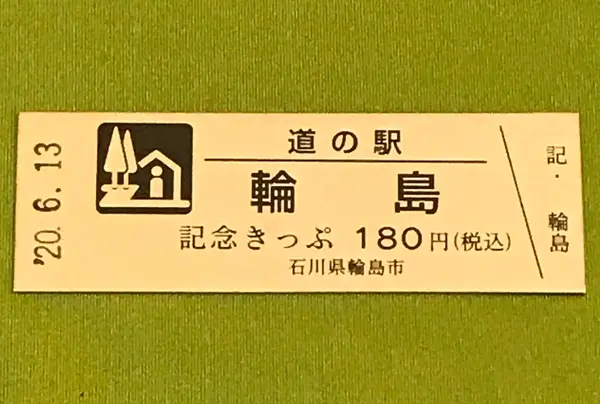 '20. 6. 13
道の駅
輪島
記念きっぷ 180円(税込)
石川県輪島市
記・輪島